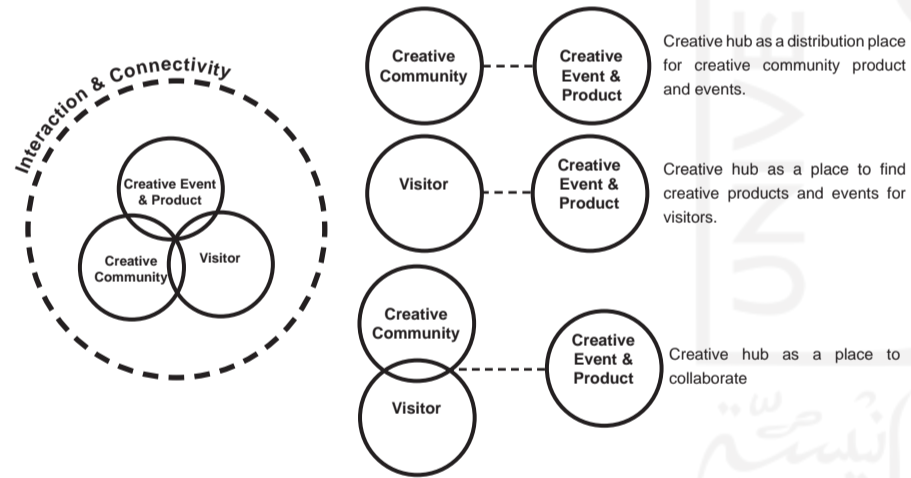 Interaction & Connectivity
Creative Event
& Product
Creative
Community
Visitor
Creative
Community
Creative
Event &
Product
Creative hub as a distribution place
for creative community product
and events.
Visitor
Creative
Event &
Product
Creative hub as a place to find
creative products and events for
visitors.
Creative
Community
Visitor
Creative
Event &
Product
Creative hub as a place to
collaborate
UNIVE